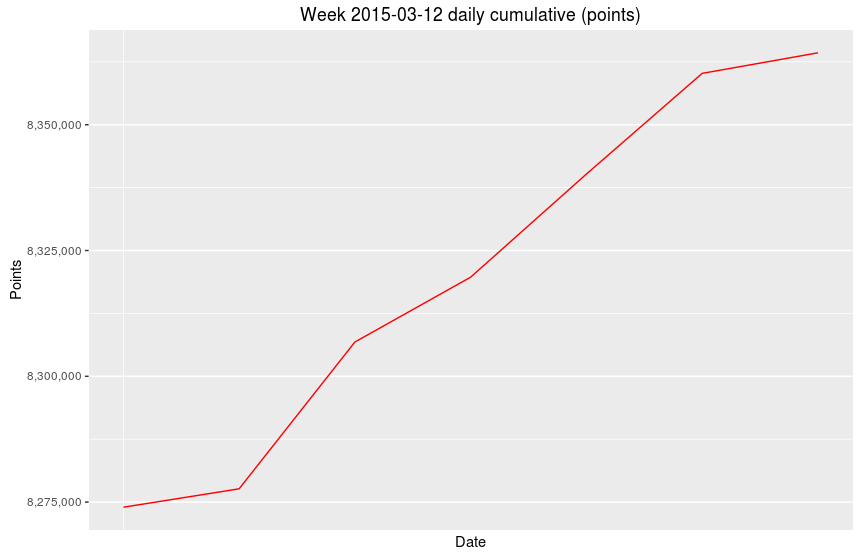 Week 2015-03-12 daily cumulative (points)
8,350,000
8,325,000
8,300,000
8,275,000
Points
Date